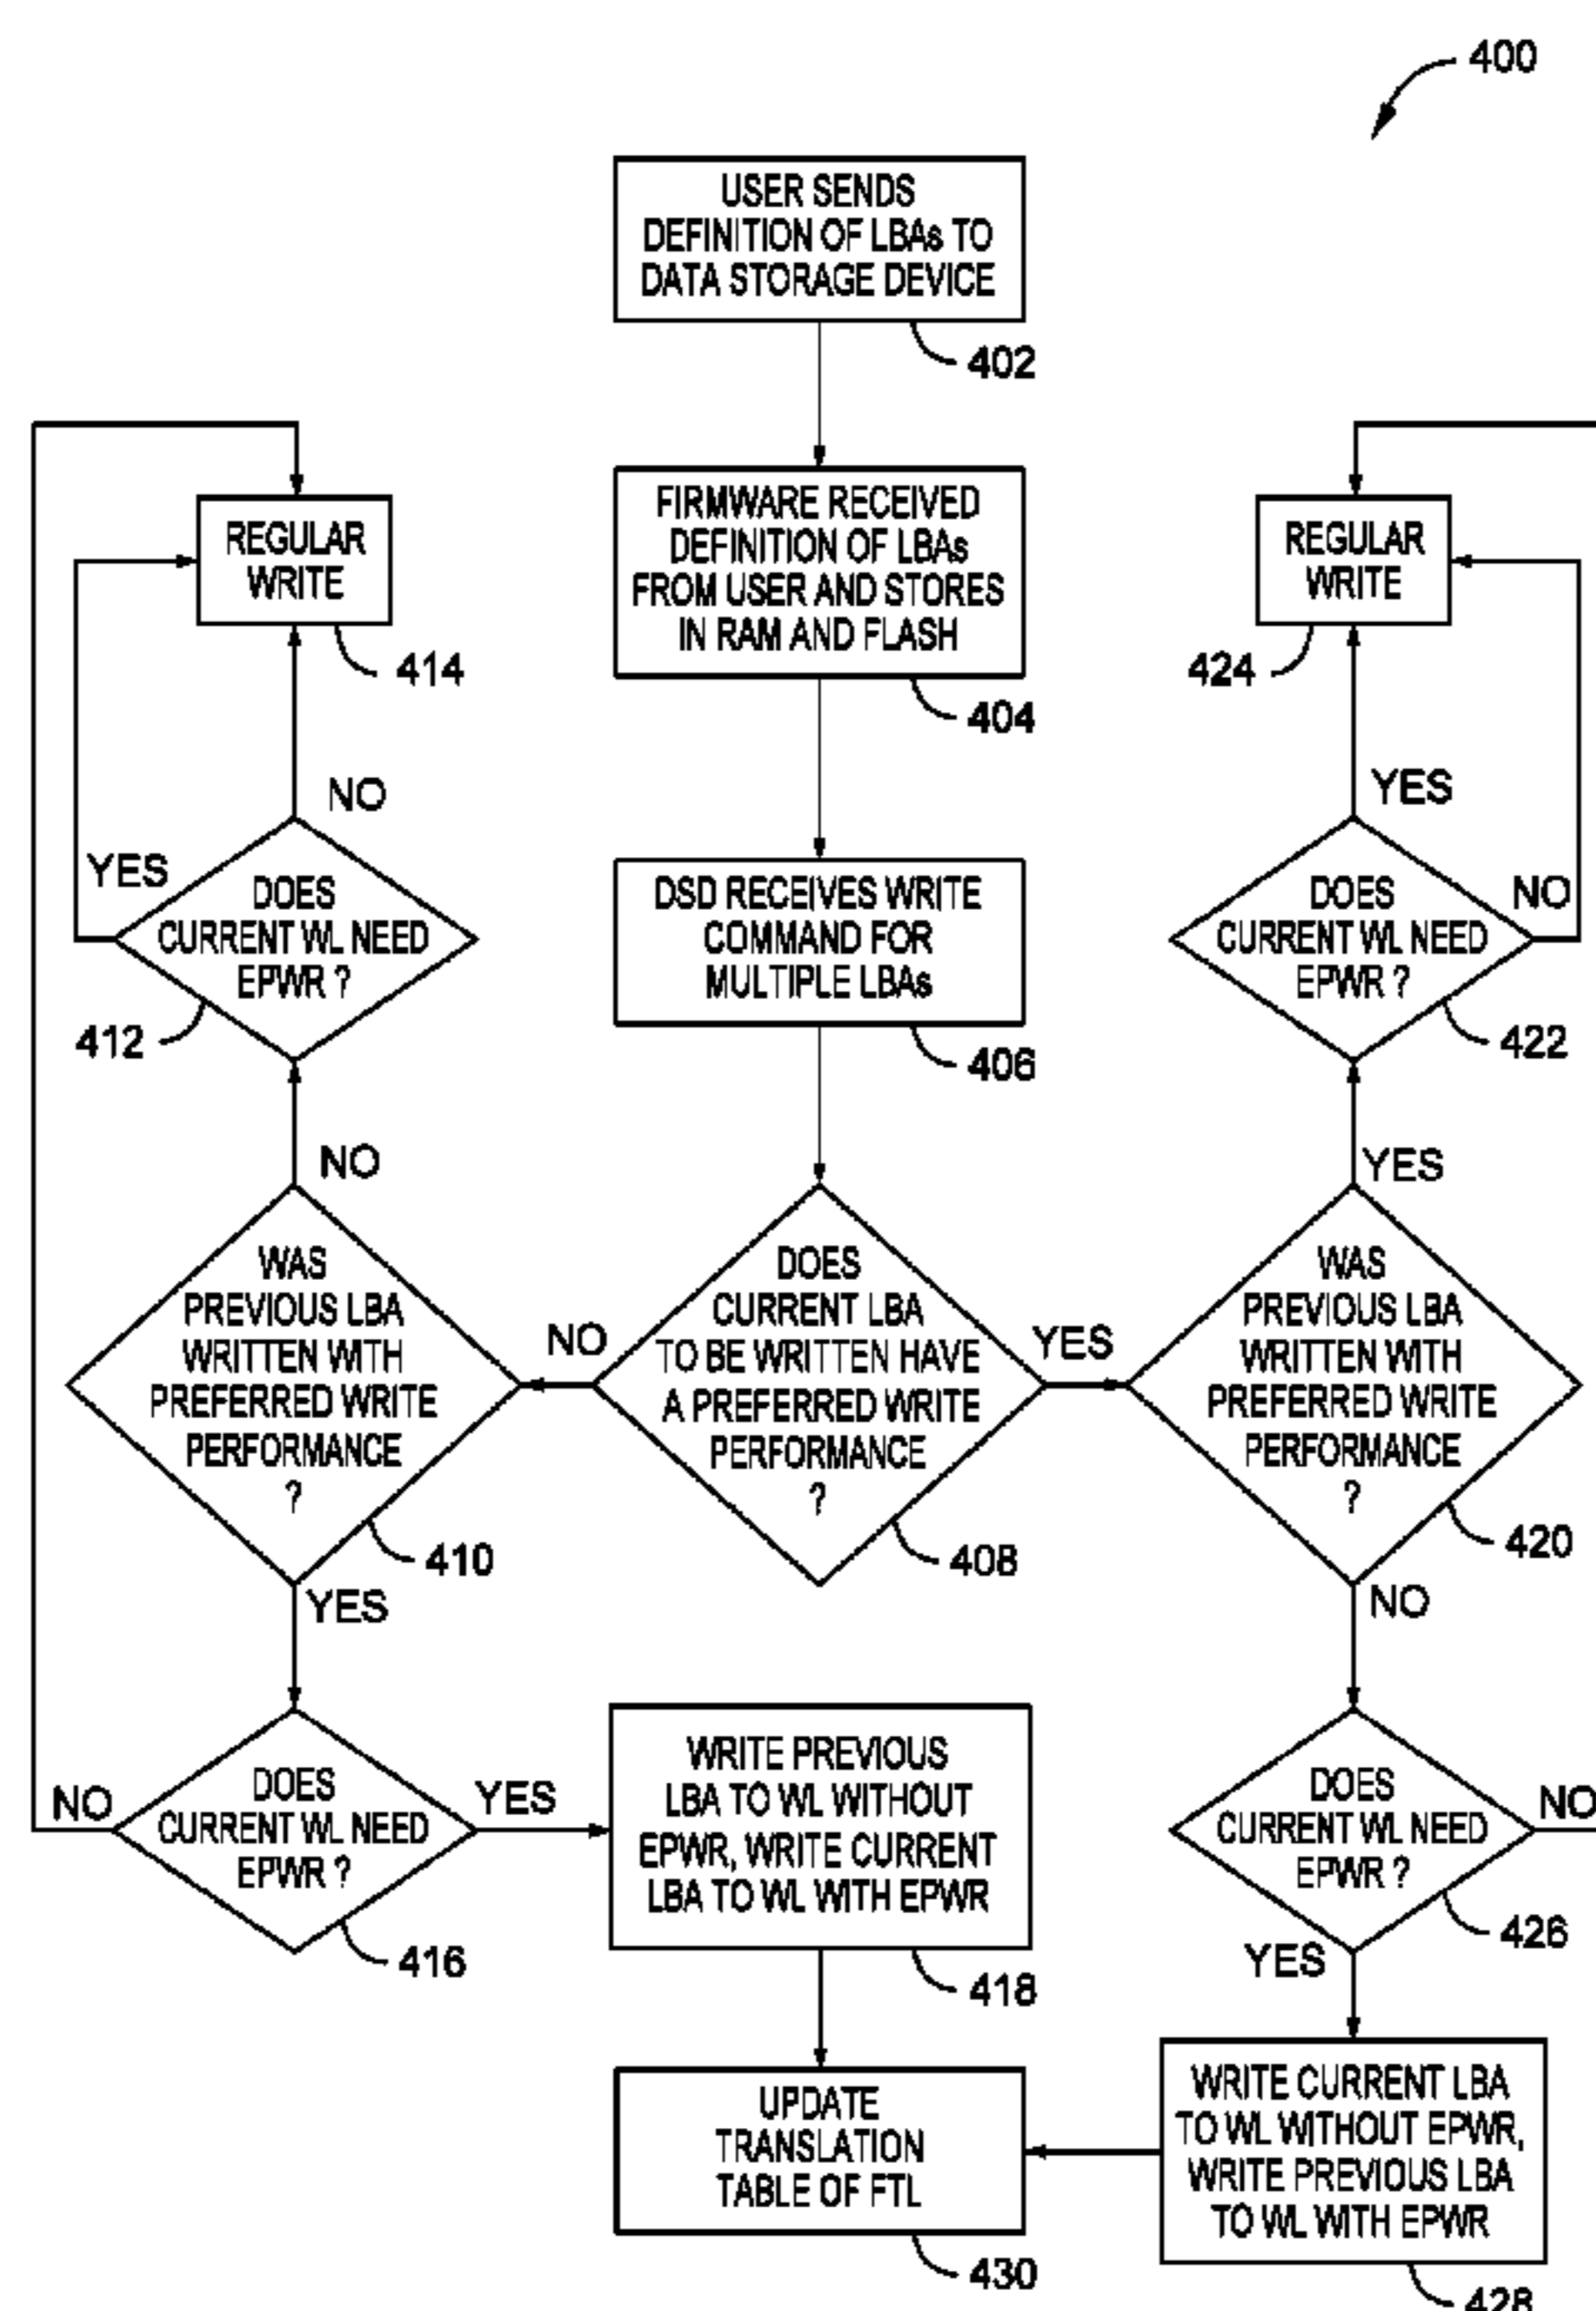 400
USER SENDS
DEFINITION OF LBAs TO
DATA STORAGE DEVICE
402
FIRMWARE RECEIVED
DEFINITION OF LBAs
FROM USER AND STORES
IN RAM AND FLASH
404
REGULAR
WRITE
414
REGULAR
WRITE
424
NO
YES
DOES
CURRENT WL NEED
EPWR ?
412
DSD RECEIVES WRITE
COMMAND FOR
MULTIPLE LBAs
406
YES
NO
DOES
CURRENT WL NEED
EPWR ?
422
NO
WAS
PREVIOUS LBA
WRITTEN WITH
PREFERRED WRITE
PERFORMANCE
?
410
NO
DOES
CURRENT LBA
TO BE WRITTEN HAVE
A PREFERRED WRITE
PERFORMANCE
?
408
YES
YES
WAS
PREVIOUS LBA
WRITTEN WITH
PREFERRED WRITE
PERFORMANCE
?
420
YES
NO
NO
DOES
CURRENT WL NEED
EPWR ?
416
YES
WRITE PREVIOUS
LBA TO WL WITHOUT
EPWR, WRITE CURRENT
LBA TO WL WITH EPWR
418
DOES
CURRENT WL NEED
EPWR ?
426
NO
YES
UPDATE
TRANSLATION
TABLE OF FTL
430
WRITE CURRENT LBA
TO WL WITHOUT EPWR,
WRITE PREVIOUS LBA
TO WL WITH EPWR
428